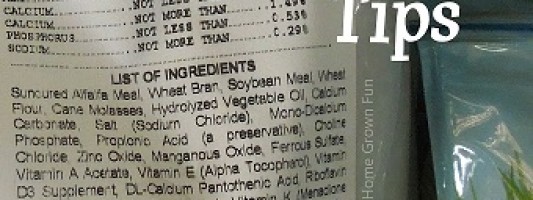 CALCIUM.....NOT LESS THAN
CALCIUM.....NOT MORE THAN.....1.49%
PHOSPHORUS.....NOT LESS THAN.....0.53%
SODIUM.....NOT MORE THAN.....0.29%
Tips
LIST OF INGREDIENTS
Suncured Alfalfa Meal, Wheat Bran, Soybean Meal, Wheat
Flour, Cane Molasses, Hydrolyzed Vegetable Oil, Calcium
Carbonate, Salt (Sodium Chloride), Mono-Dicalcium
Phosphate, Propionic Acid (a preservative), Choline
Chloride, Zinc Oxide, Manganous Oxide, Ferrous Sulfate,
Vitamin A Acetate, Vitamin E (Alpha Tocopherol), Vitamin
D3 Supplement, DL-Calcium Pantothenic Acid, Riboflavin
Vitamin K (Menadione
Home Grown Fun